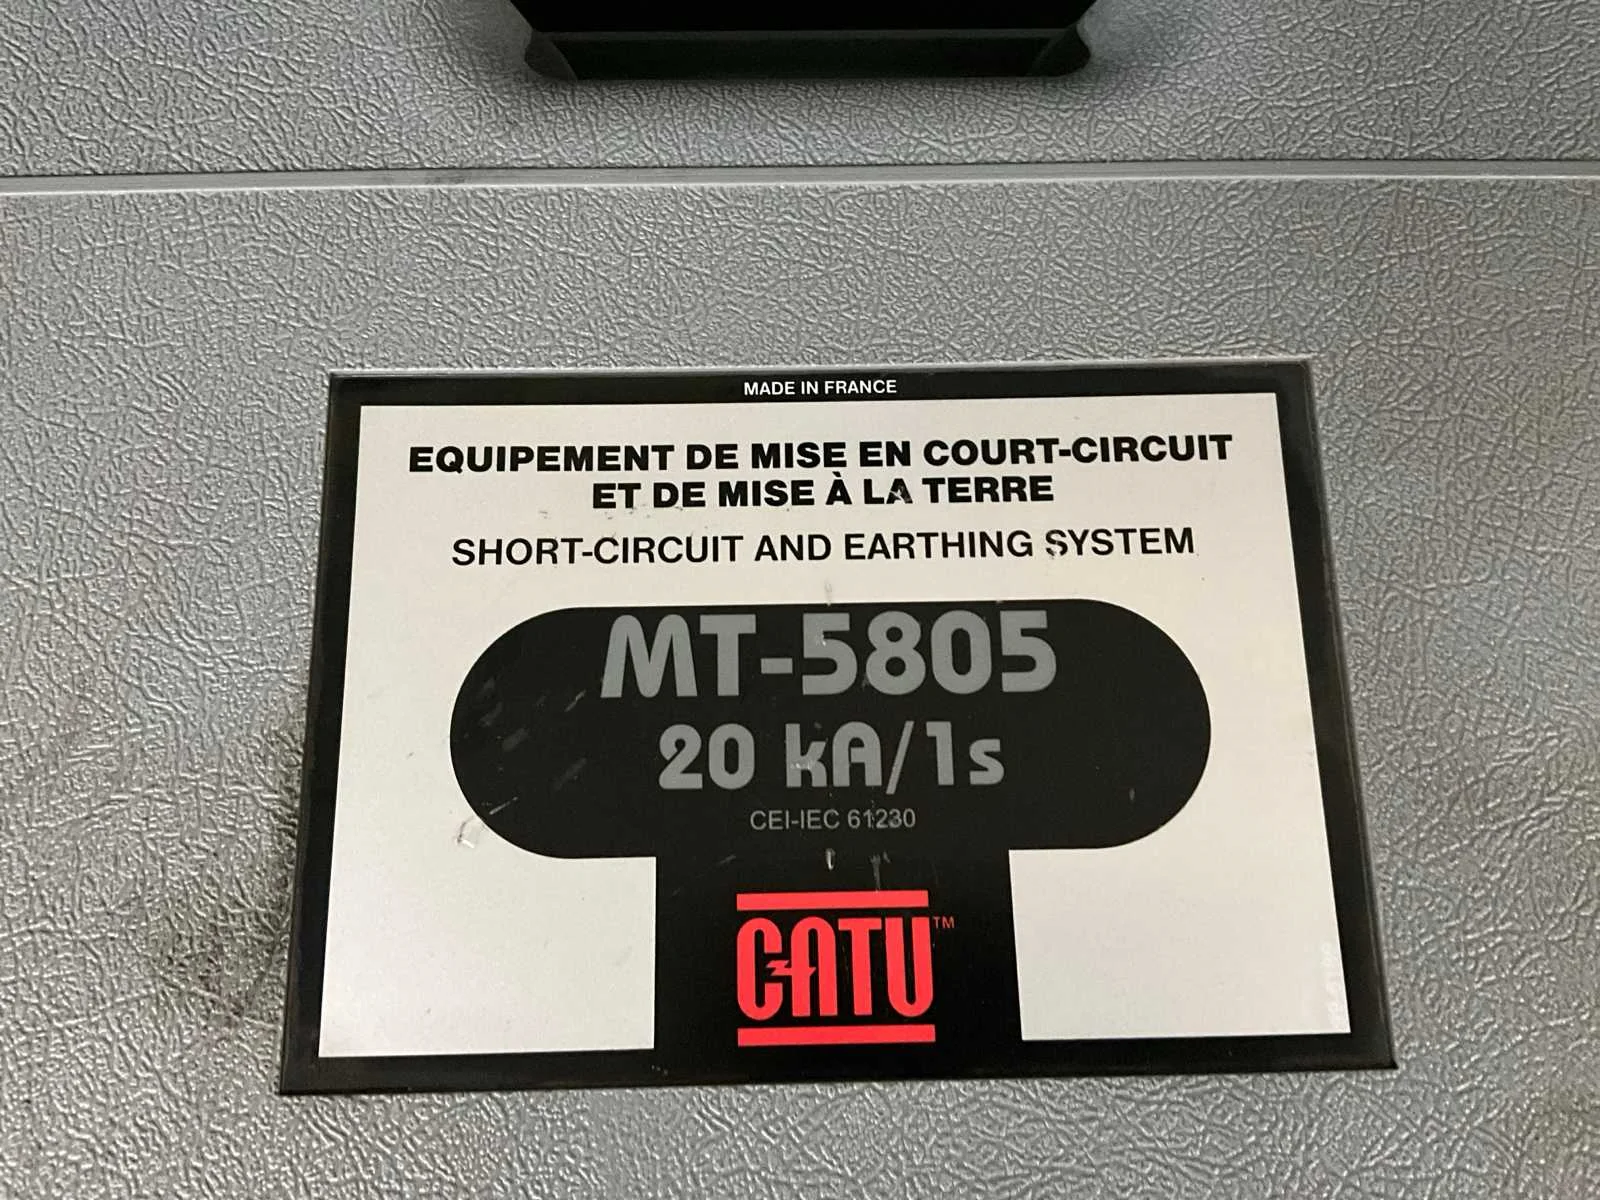 MADE IN FRANCE
EQUIPEMENT DE MISE EN COURT-CIRCUIT
ET DE MISE À LA TERRE
SHORT-CIRCUIT AND EARTHING SYSTEM
MT-5805
20 kA/1s
CEI-IEC 61230
CATU™